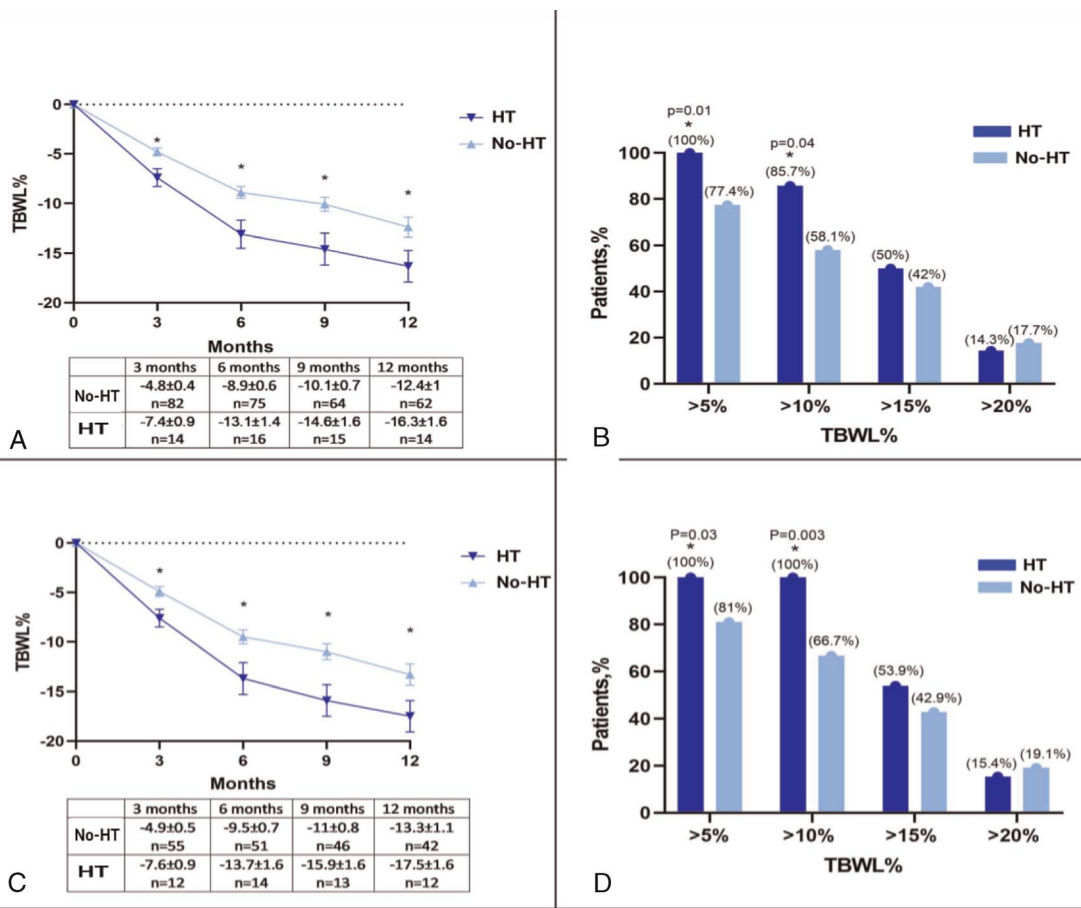 0
-5
-10
-15
-20
TBWL%
*
*
*
*
HT
No-HT
0
3
6
9
12
Months
3 months 6 months 9 months 12 months
No-HT -4.8±0.4 -8.9±0.6 -10.1±0.7 -12.4±1
n=82 n=75 n=64 n=62
HT -7.4±0.9 -13.1±1.4 -14.6±1.6 -16.3±1.6
n=14 n=16 n=15 n=14
A
p=0.01
*
(100%)
(77.4%)
p=0.04
*
(85.7%)
(58.1%)
(50%)
(42%)
(14.3%)
(17.7%)
HT
No-HT
100
80
60
40
20
0
Patients,%
>5%
>10%
>15%
>20%
TBWL%
B
0
-5
-10
-15
-20
TBWL%
*
*
*
*
HT
No-HT
0
3
6
9
12
Months
3 months 6 months 9 months 12 months
No-HT -4.9±0.5 -9.5±0.7 -11±0.8 -13.3±1.1
n=55 n=51 n=46 n=42
HT -7.6±0.9 -13.7±1.6 -15.9±1.6 -17.5±1.6
n=12 n=14 n=13 n=12
C
P=0.03
*
(100%)
(81%)
P=0.003
*
(100%)
(66.7%)
(53.9%)
(42.9%)
(15.4%)
(19.1%)
HT
No-HT
100
80
60
40
20
0
Patients,%
>5%
>10%
>15%
>20%
TBWL%
D